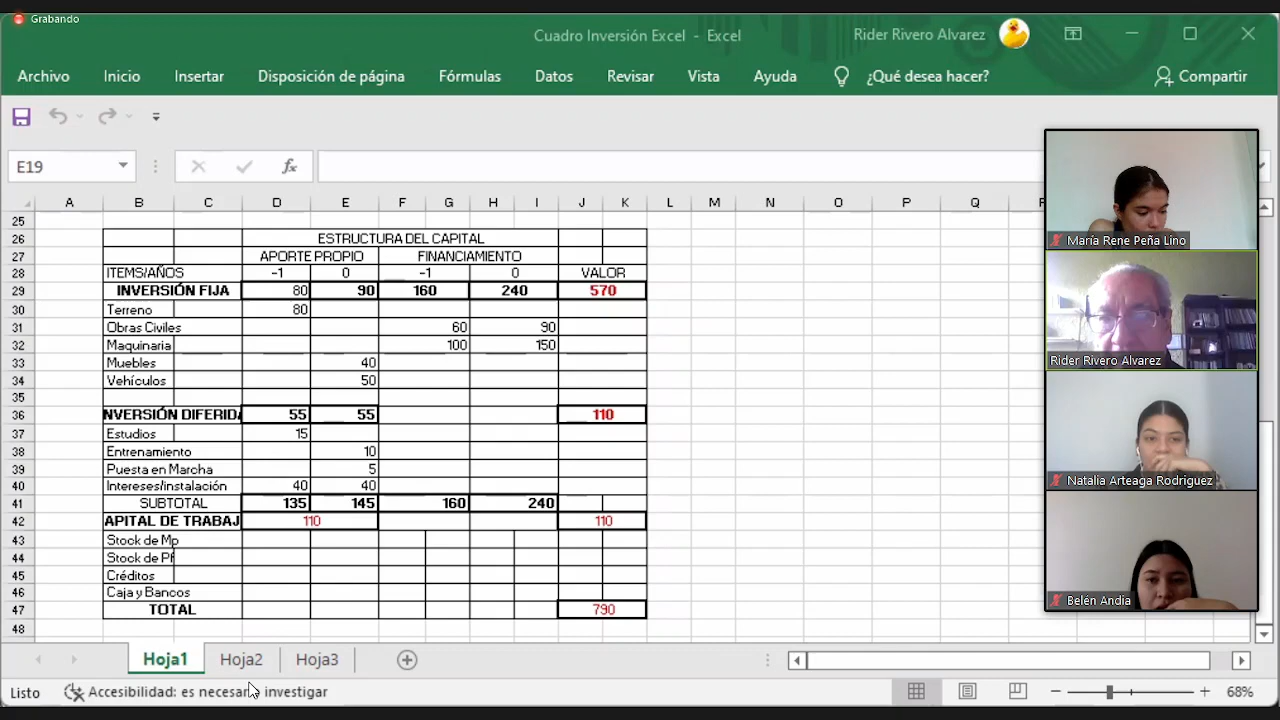 Grabando
Cuadro Inversión Excel - Excel
Rider Rivero Alvarez
Archivo Inicio Insertar Disposición de página Fórmulas Datos Revisar Vista Ayuda ¿Qué desea hacer? Compartir
E19 fx
A B C D E F G H I J K L M N O P Q
25
26 ESTRUCTURA DEL CAPITAL
27 APORTE PROPIO FINANCIAMIENTO
28 ITEMS/AÑOS -1 0 -1 0 VALOR
29 INVERSIÓN FIJA 80 90 160 240 570
30 Terreno 80
31 Obras Civiles 60 90
32 Maquinaria 100 150
33 Muebles 40
34 Vehículos 50
35
36 NVERSIÓN DIFERIDA 55 55 110
37 Estudios 15
38 Entrenamiento 10
39 Puesta en Marcha 5
40 Intereses/instalación 40 40
41 SUBTOTAL 135 145 160 240
42 APITAL DE TRABAJ 110 110
43 Stock de Mp
44 Stock de Pf
45 Créditos
46 Caja y Bancos
47 TOTAL 790
48
María Rene Peña Lino
Rider Rivero Alvarez
Natalia Arteaga Rodriguez
Belén Andia
Hoja1 Hoja2 Hoja3
Listo Accesibilidad: es necesario investigar 68%